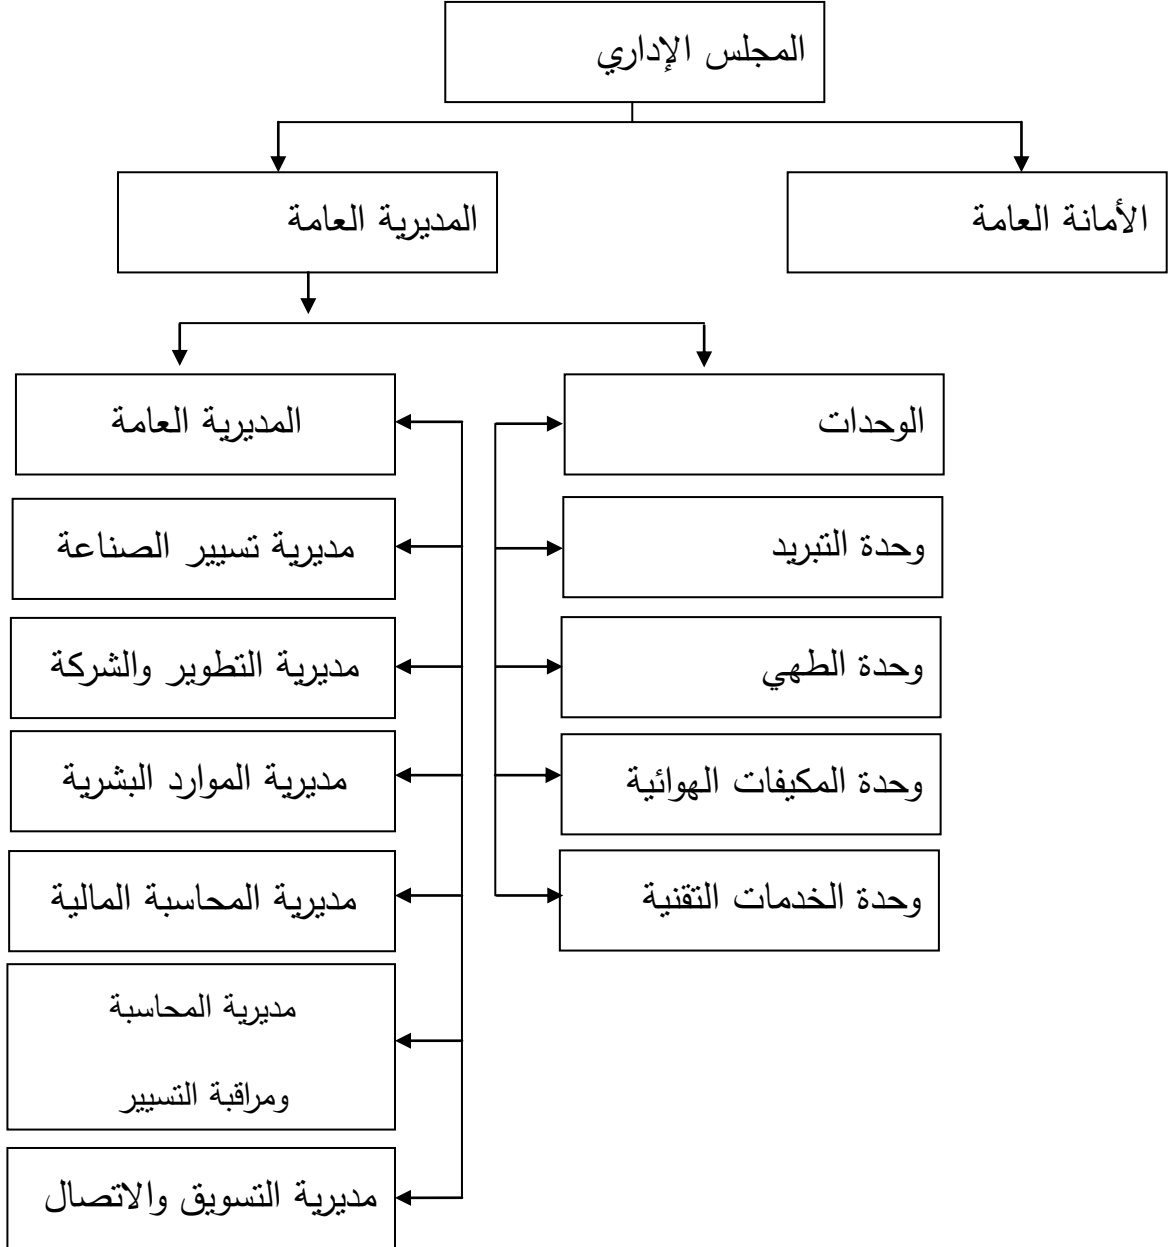 المجلس الإداري
الأمانة العامة
المديرية العامة
الوحدات
وحدة التبريد
وحدة الطهي
وحدة المكيفات الهوائية
وحدة الخدمات التقنية
المديرية العامة
مديرية تسيير الصناعة
مديرية التطوير والشركة
مديرية الموارد البشرية
مديرية المحاسبة المالية
مديرية المحاسبة
ومراقبة التسيير
مديرية التسويق والاتصال